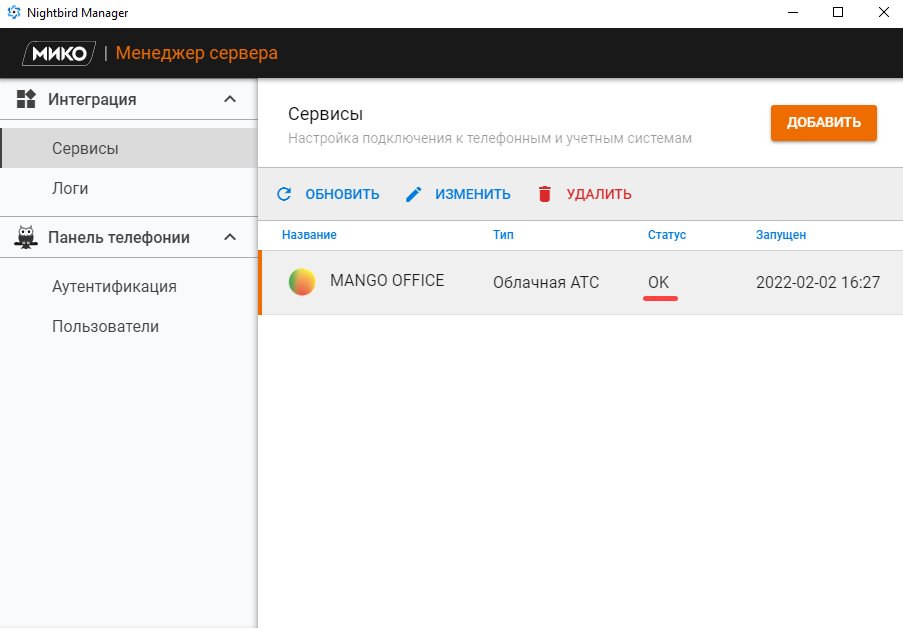 Nightbird Manager
МИКО | Менеджер сервера
Интеграция
Сервисы
Логи
Панель телефонии
Аутентификация
Пользователи
Сервисы
Настройка подключения к телефонным и учетным системам
ДОБАВИТЬ
ОБНОВИТЬ ИЗМЕНИТЬ УДАЛИТЬ
Название Тип Статус Запущен
MANGO OFFICE Облачная АТС OK 2022-02-02 16:27